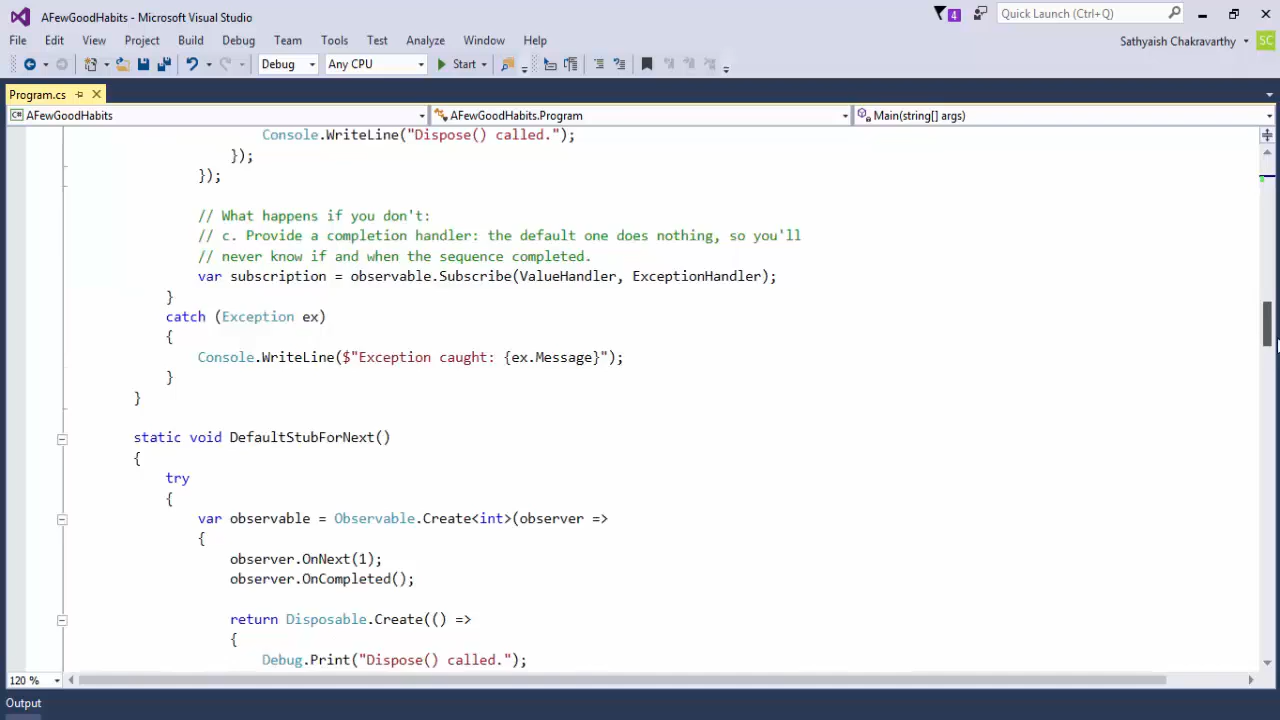 AFewGoodHabits - Microsoft Visual Studio
4
Quick Launch (Ctrl+Q)
File Edit View Project Build Debug Team Tools Test Analyze Window Help
Sathyaish Chakravarthy SC
Debug Any CPU Start
Program.cs
C# AFewGoodHabits AFewGoodHabits.Program Main(string[] args)
Console.WriteLine("Dispose() called.");
});
});
// What happens if you don't:
// c. Provide a completion handler: the default one does nothing, so you'll
// never know if and when the sequence completed.
var subscription = observable.Subscribe(ValueHandler, ExceptionHandler);
}
catch (Exception ex)
{
Console.WriteLine($"Exception caught: {ex.Message}");
}
}
static void DefaultStubForNext()
{
try
{
var observable = Observable.Create<int>(observer =>
{
observer.OnNext(1);
observer.OnCompleted();
return Disposable.Create(() =>
{
Debug.Print("Dispose() called.");
120 %
Output